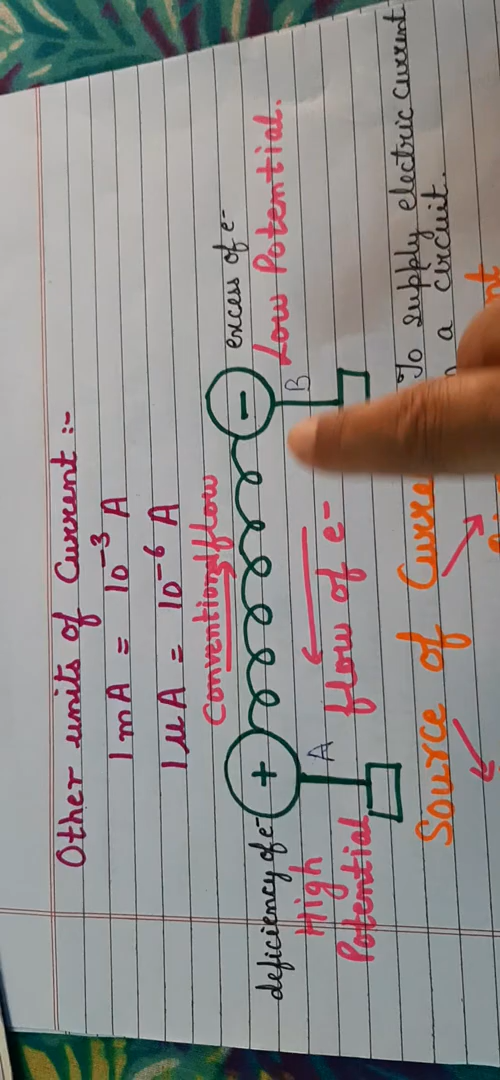 Other units of Current :-
1 mA = 10⁻³ A
1 μA = 10⁻⁶ A
Conventional flow
+
-
deficiency of e-
excess of e-
High
Potential
A
B
Low Potential.
flow of e-
Source of
To supply electric current
a circuit.